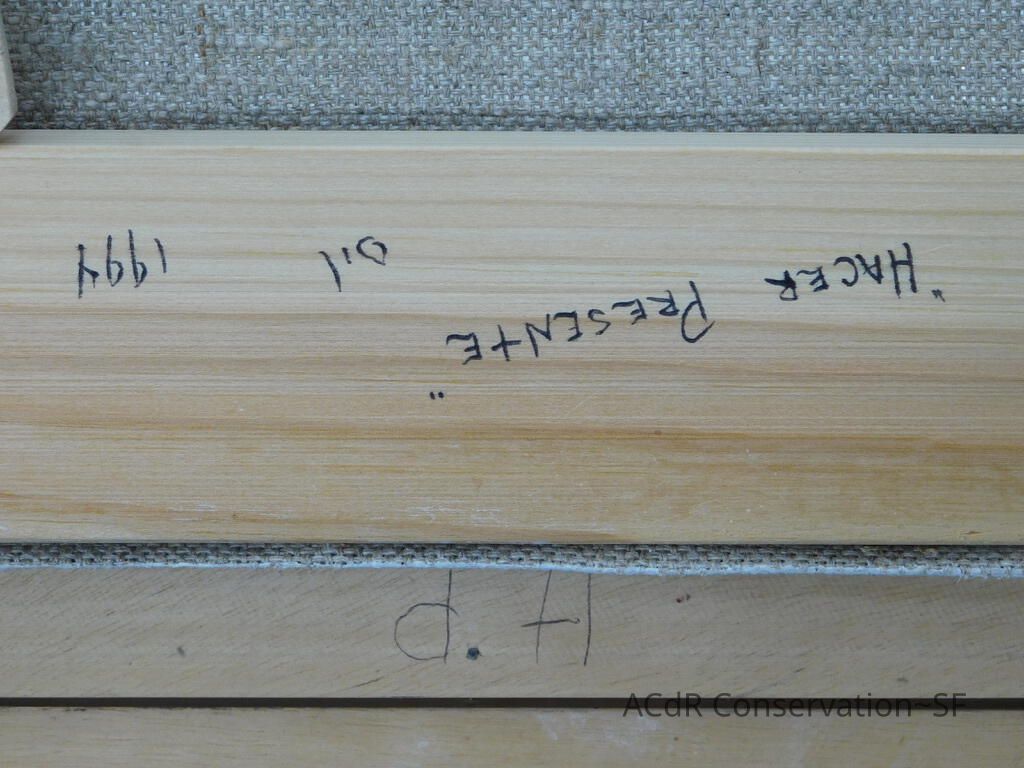 "HACER PRESENTE"
Oil
1994
H.P
ACdR Conservation~SF